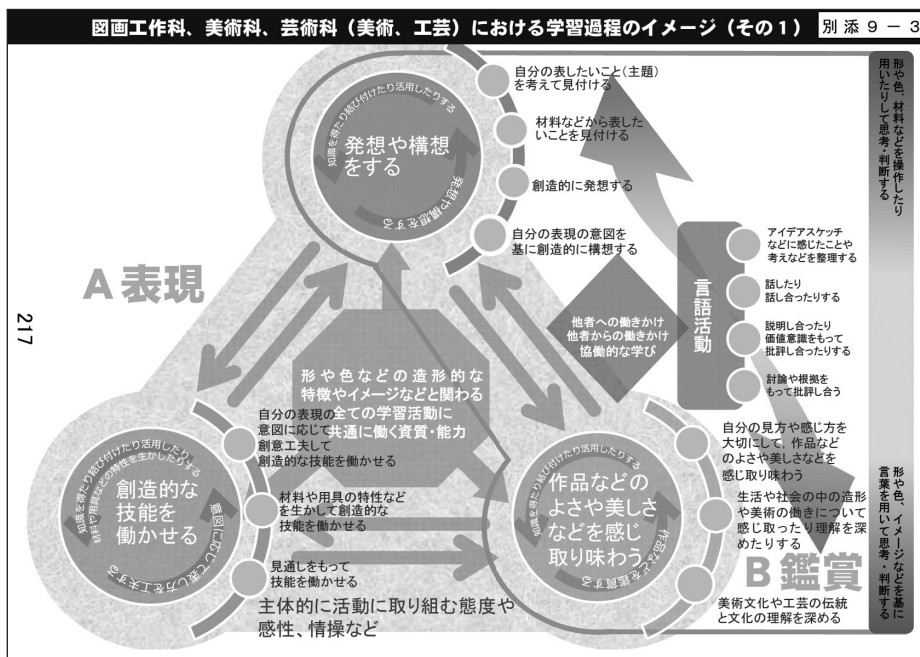 図画工作科、美術科、芸術科（美術、工芸）における学習過程のイメージ（その１）
別添９－３
知識を得たり結び付けたり活用したりする
発想や構想
をする
発想や構想をする
自分の表したいこと（主題）
を考えて見付ける
材料などから表した
いことを見付ける
創造的に発想する
自分の表現の意図を
基に創造的に構想する
形や色、材料などを操作したり
用いたりして思考・判断する
A 表現
217
他者への働きかけ
他者からの働きかけ
協働的な学び
言語活動
アイデアスケッチ
などに感じたことや
考えなどを整理する
話したり
話し合ったりする
説明し合ったり
価値意識をもって
批評し合ったりする
討論や根拠を
もって批評し合う
形や色などの造形的な
特徴やイメージなどと関わる
全ての学習活動に
共通に働く資質・能力
知識を得たり結び付けたり活用したり、
材料や用具などの特性を生かしたりする
創造的な
技能を
働かせる
意図に応じて表し方を工夫する
自分の表現の
意図に応じて
創意工夫して
創造的な技能を働かせる
材料や用具の特性など
を生かして創造的な
技能を働かせる
見通しをもって
技能を働かせる
主体的に活動に取り組む態度や
感性、情操など
知識を得たり結び付けたり活用したりする
作品などの
よさや美しさ
などを感じ
取り味わう
作品などを鑑賞する
自分の見方や感じ方を
大切にして、作品など
のよさや美しさなどを
感じ取り味わう
生活や社会の中の造形
や美術の働きについて
感じ取ったり理解を深
めたりする
美術文化や工芸の伝統
と文化の理解を深める
B 鑑賞
形や色、イメージなどを基に
言葉を用いて思考・判断する